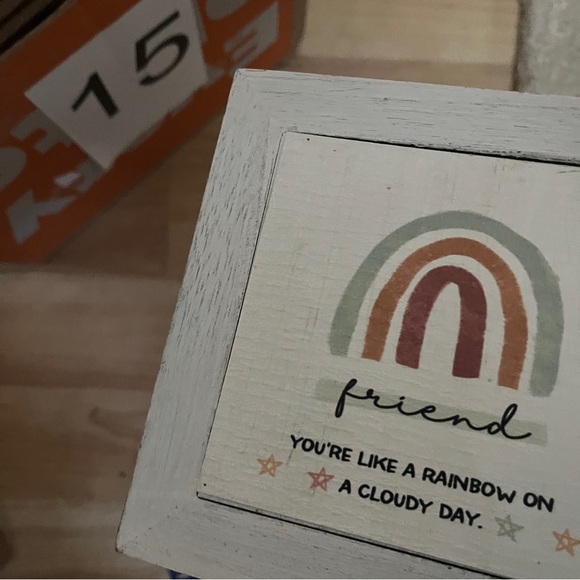 15
friend
YOU'RE LIKE A RAINBOW ON
A CLOUDY DAY.